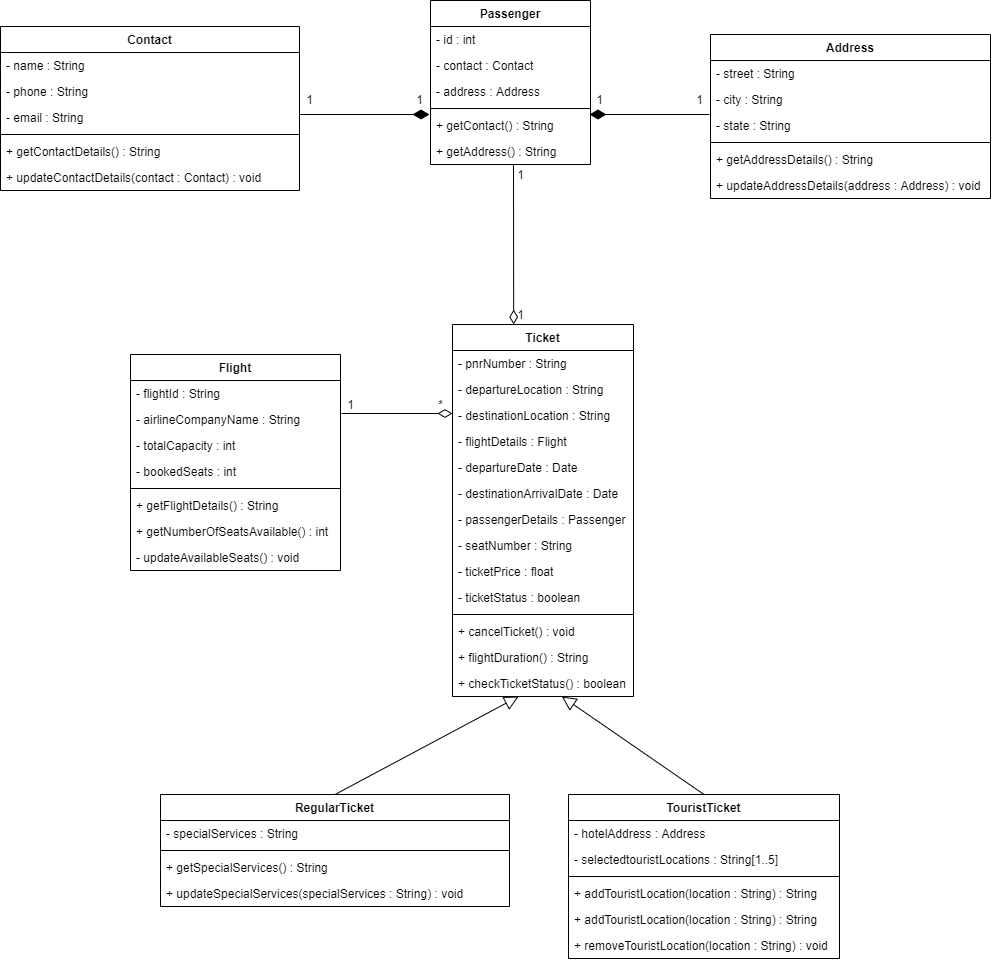 Passenger
- id : int
- contact : Contact
- address : Address
+ getContact() : String
+ getAddress() : String
Contact
- name : String
- phone : String
- email : String
+ getContactDetails() : String
+ updateContactDetails(contact : Contact) : void
1
1
1
1
Address
- street : String
- city : String
- state : String
+ getAddressDetails() : String
+ updateAddressDetails(address : Address) : void
1
1
Ticket
- pnrNumber : String
- departureLocation : String
- destinationLocation : String
- flightDetails : Flight
- departureDate : Date
- destinationArrivalDate : Date
- passengerDetails : Passenger
- seatNumber : String
- ticketPrice : float
- ticketStatus : boolean
+ cancelTicket() : void
+ flightDuration() : String
+ checkTicketStatus() : boolean
Flight
- flightId : String
- airlineCompanyName : String
- totalCapacity : int
- bookedSeats : int
+ getFlightDetails() : String
+ getNumberOfSeatsAvailable() : int
- updateAvailableSeats() : void
1
*
RegularTicket
- specialServices : String
+ getSpecialServices() : String
+ updateSpecialServices(specialServices : String) : void
TouristTicket
- hotelAddress : Address
- selectedtouristLocations : String[1..5]
+ addTouristLocation(location : String) : String
+ addTouristLocation(location : String) : String
+ removeTouristLocation(location : String) : void